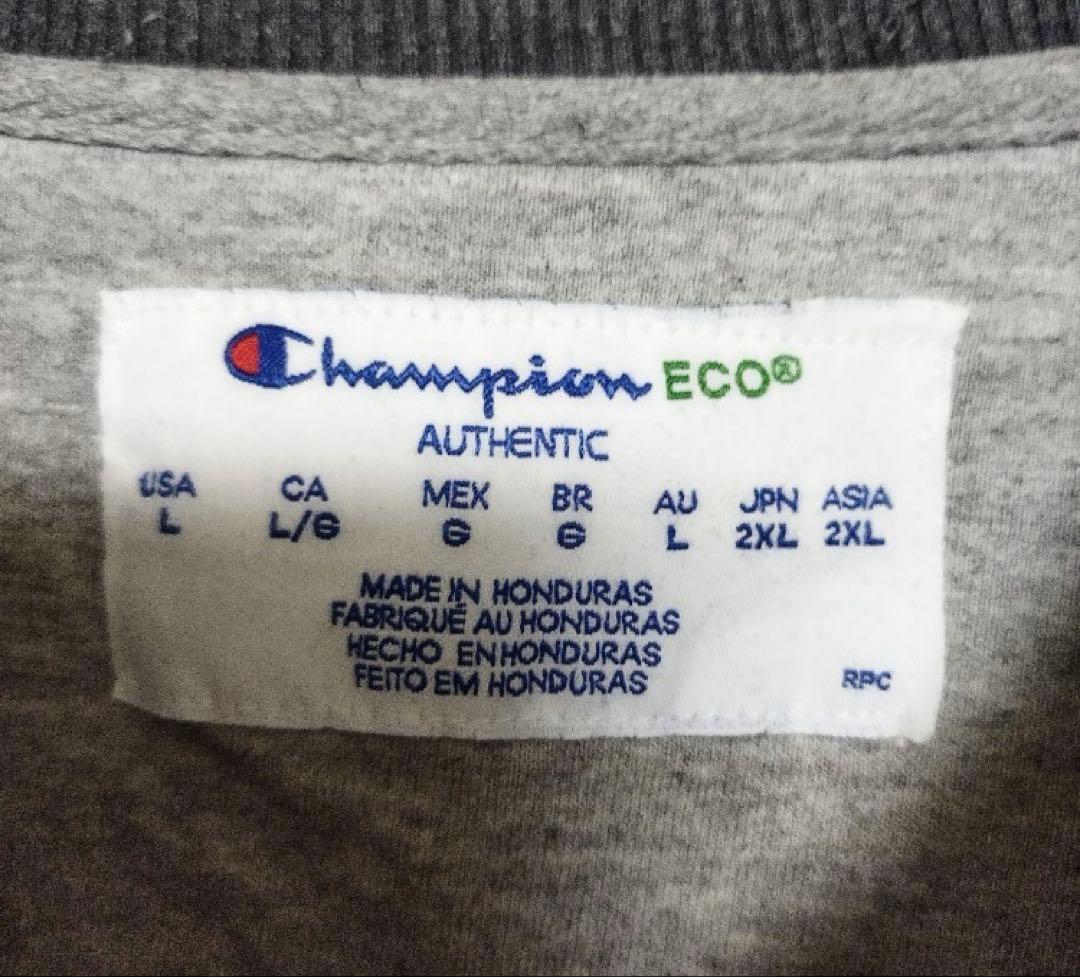 Champion ECO®
AUTHENTIC
USA CA MEX BR AU JPN ASIA
L L/G G G L 2XL 2XL
MADE IN HONDURAS
FABRIQUÉ AU HONDURAS
HECHO EN HONDURAS
FEITO EM HONDURAS
RPC